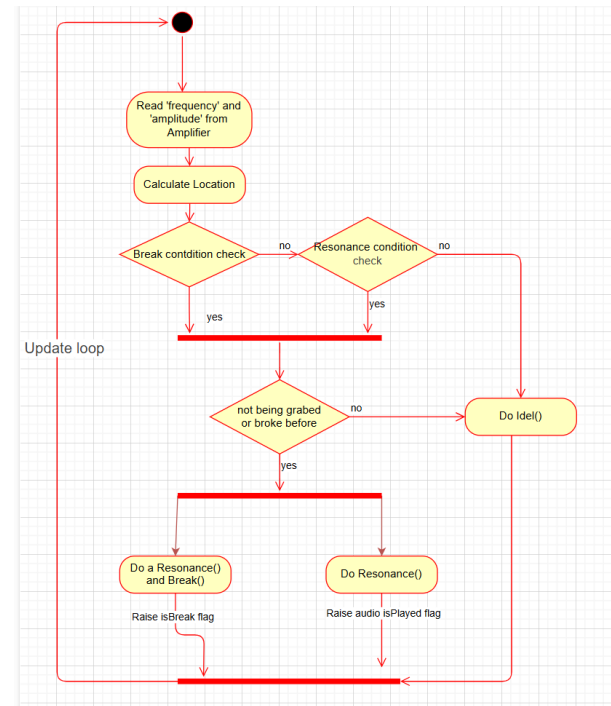 Read 'frequency' and
'amplitude' from
Amplifier
Calculate Location
Break contdition check
no
Resonance condition
check
no
yes
yes
Update loop
not being grabed
or broke before
no
Do Idel()
yes
Do a Resonance()
and Break()
Do Resonance()
Raise isBreak flag
Raise audio isPlayed flag